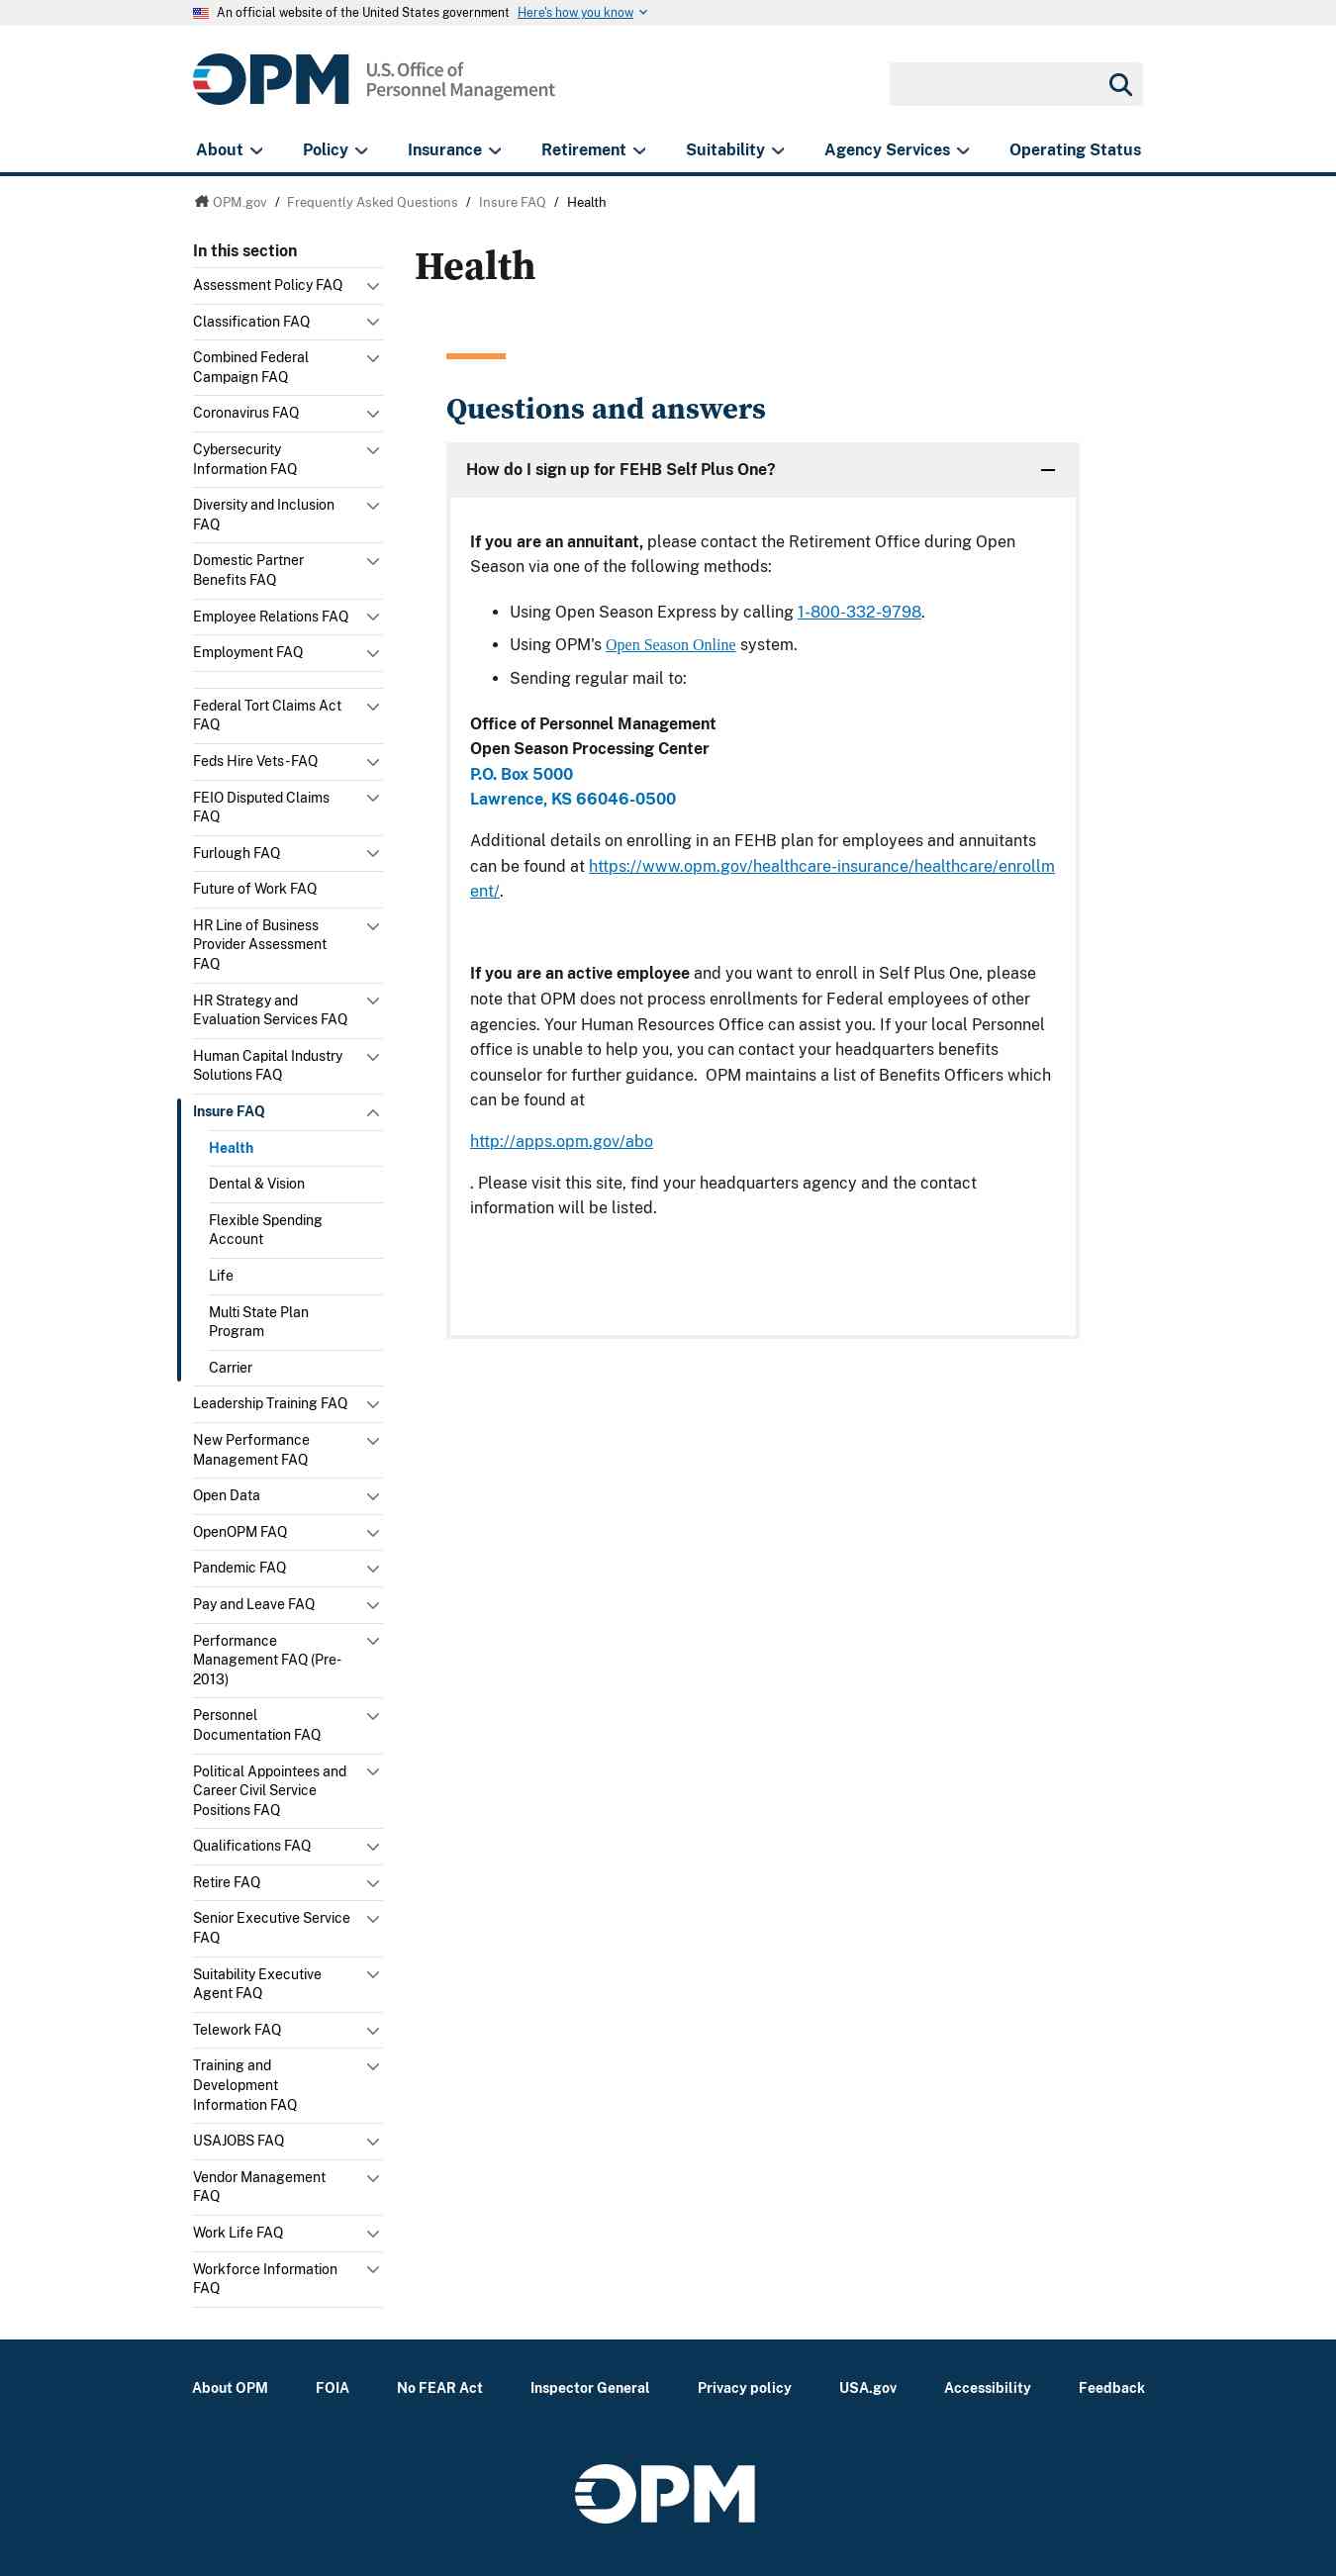 An official website of the United States government Here's how you know
OPM U.S. Office of
Personnel Management
About Policy Insurance Retirement Suitability Agency Services Operating Status
OPM.gov / Frequently Asked Questions / Insure FAQ / Health
In this section
Assessment Policy FAQ
Classification FAQ
Combined Federal
Campaign FAQ
Coronavirus FAQ
Cybersecurity
Information FAQ
Diversity and Inclusion
FAQ
Domestic Partner
Benefits FAQ
Employee Relations FAQ
Employment FAQ
Federal Tort Claims Act
FAQ
Feds Hire Vets-FAQ
FEIO Disputed Claims
FAQ
Furlough FAQ
Future of Work FAQ
HR Line of Business
Provider Assessment
FAQ
HR Strategy and
Evaluation Services FAQ
Human Capital Industry
Solutions FAQ
Insure FAQ
Health
Dental & Vision
Flexible Spending
Account
Life
Multi State Plan
Program
Carrier
Leadership Training FAQ
New Performance
Management FAQ
Open Data
OpenOPM FAQ
Pandemic FAQ
Pay and Leave FAQ
Performance
Management FAQ (Pre-
2013)
Personnel
Documentation FAQ
Political Appointees and
Career Civil Service
Positions FAQ
Qualifications FAQ
Retire FAQ
Senior Executive Service
FAQ
Suitability Executive
Agent FAQ
Telework FAQ
Training and
Development
Information FAQ
USAJOBS FAQ
Vendor Management
FAQ
Work Life FAQ
Workforce Information
FAQ
Health
Questions and answers
How do I sign up for FEHB Self Plus One?
If you are an annuitant, please contact the Retirement Office during Open
Season via one of the following methods:
• Using Open Season Express by calling 1-800-332-9798.
• Using OPM's Open Season Online system.
• Sending regular mail to:
Office of Personnel Management
Open Season Processing Center
P.O. Box 5000
Lawrence, KS 66046-0500
Additional details on enrolling in an FEHB plan for employees and annuitants
can be found at https://www.opm.gov/healthcare-insurance/healthcare/enrollm
ent/.
If you are an active employee and you want to enroll in Self Plus One, please
note that OPM does not process enrollments for Federal employees of other
agencies. Your Human Resources Office can assist you. If your local Personnel
office is unable to help you, you can contact your headquarters benefits
counselor for further guidance.  OPM maintains a list of Benefits Officers which
can be found at
http://apps.opm.gov/abo
. Please visit this site, find your headquarters agency and the contact
information will be listed.
About OPM FOIA No FEAR Act Inspector General Privacy policy USA.gov Accessibility Feedback
OPM